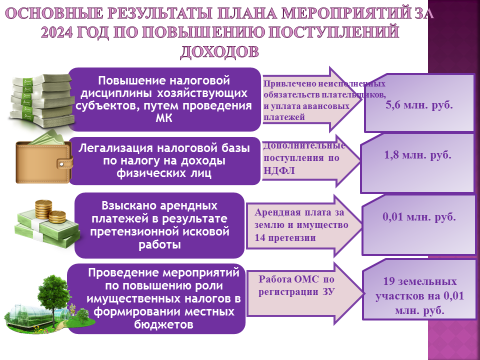 ОСНОВНЫЕ РЕЗУЛЬТАТЫ ПЛАНА МЕРОПРИЯТИЙ ЗА
2024 ГОД ПО ПОВЫШЕНИЮ ПОСТУПЛЕНИЙ
ДОХОДОВ
Повышение налоговой
дисциплины хозяйствующих
субъектов, путем проведения
МК
Привлечено неисполненных
обязательств плательщиков,
и уплата авансовых
платежей
5,6 млн. руб.
Легализация налоговой базы
по налогу на доходы
физических лиц
Дополнительные
поступления по
НДФЛ
1,8 млн. руб.
Взыскано арендных
платежей в результате
претензионной исковой
работы
Арендная плата за
землю и имущество
14 претензии
0,01 млн. руб.
Проведение мероприятий
по повышению роли
имущественных налогов в
формировании местных
бюджетов
Работа ОМС по
регистрации ЗУ
19 земельных
участков на 0,01
млн. руб.